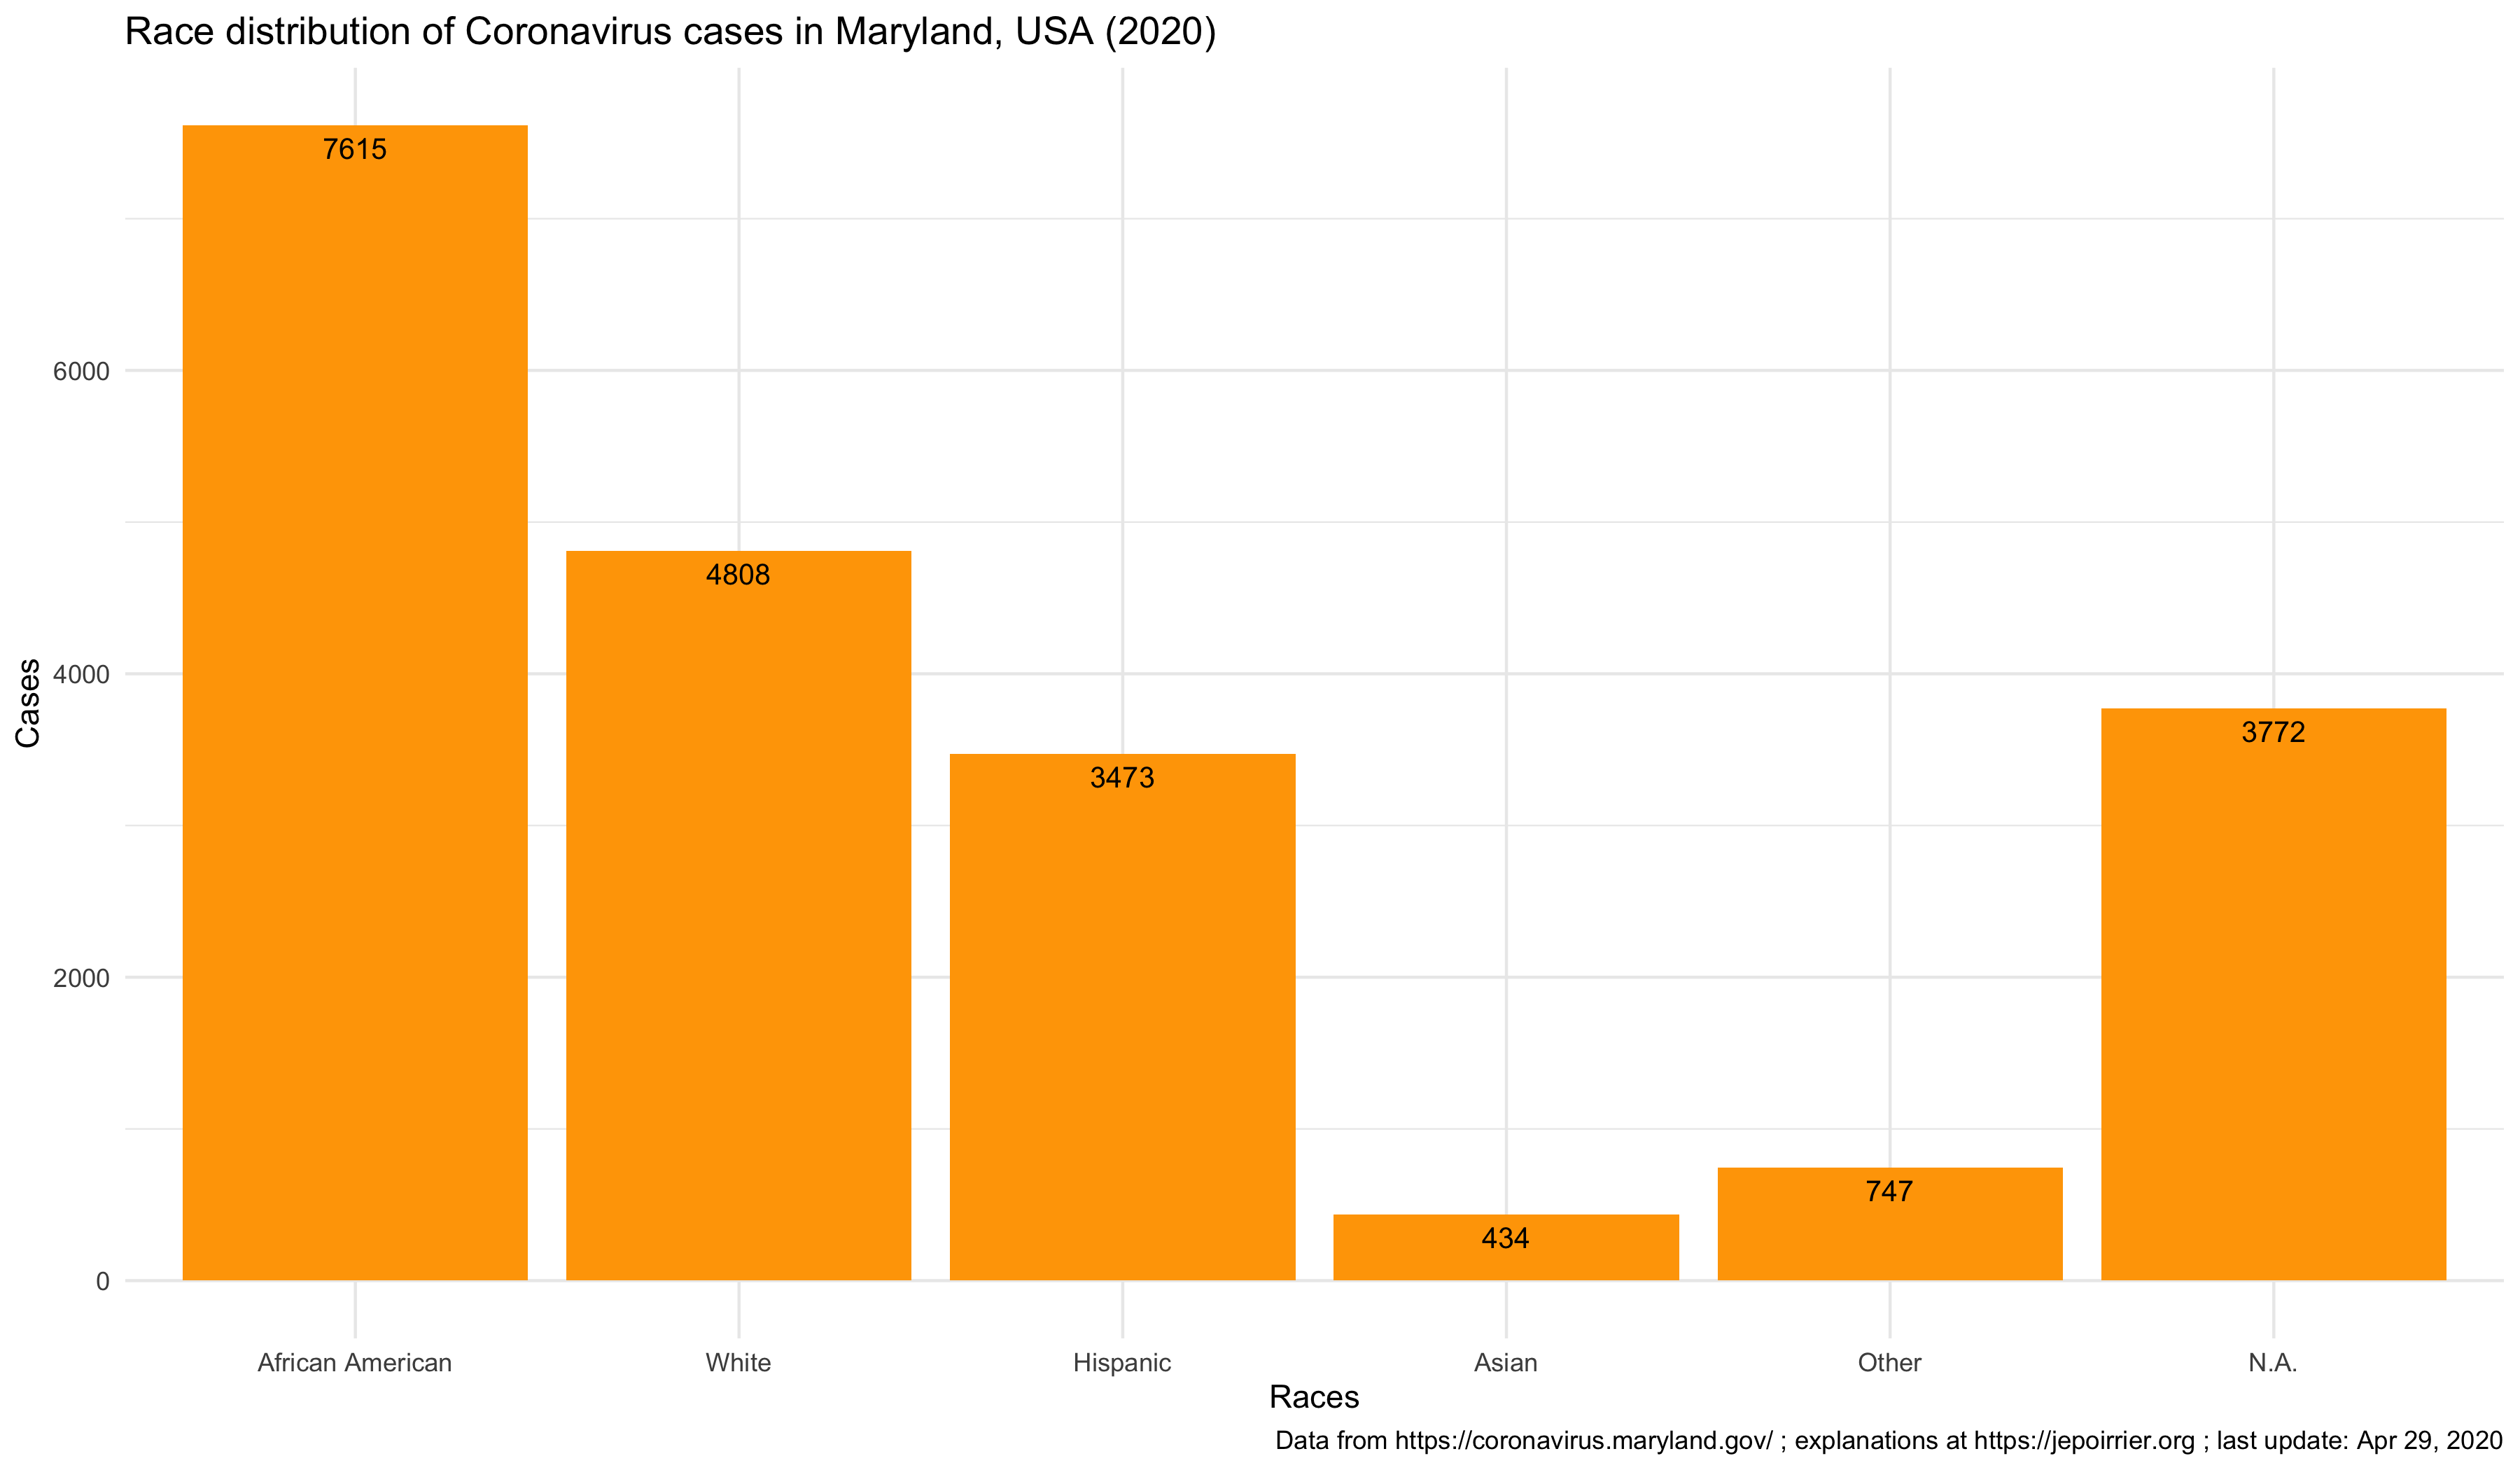 Race distribution of Coronavirus cases in Maryland, USA (2020)
7615
4808
3473
434
747
3772
6000
4000
2000
0
Cases
African American White Hispanic Asian Other N.A.
Races
Data from https://coronavirus.maryland.gov/ ; explanations at https://jepoirrier.org ; last update: Apr 29, 2020